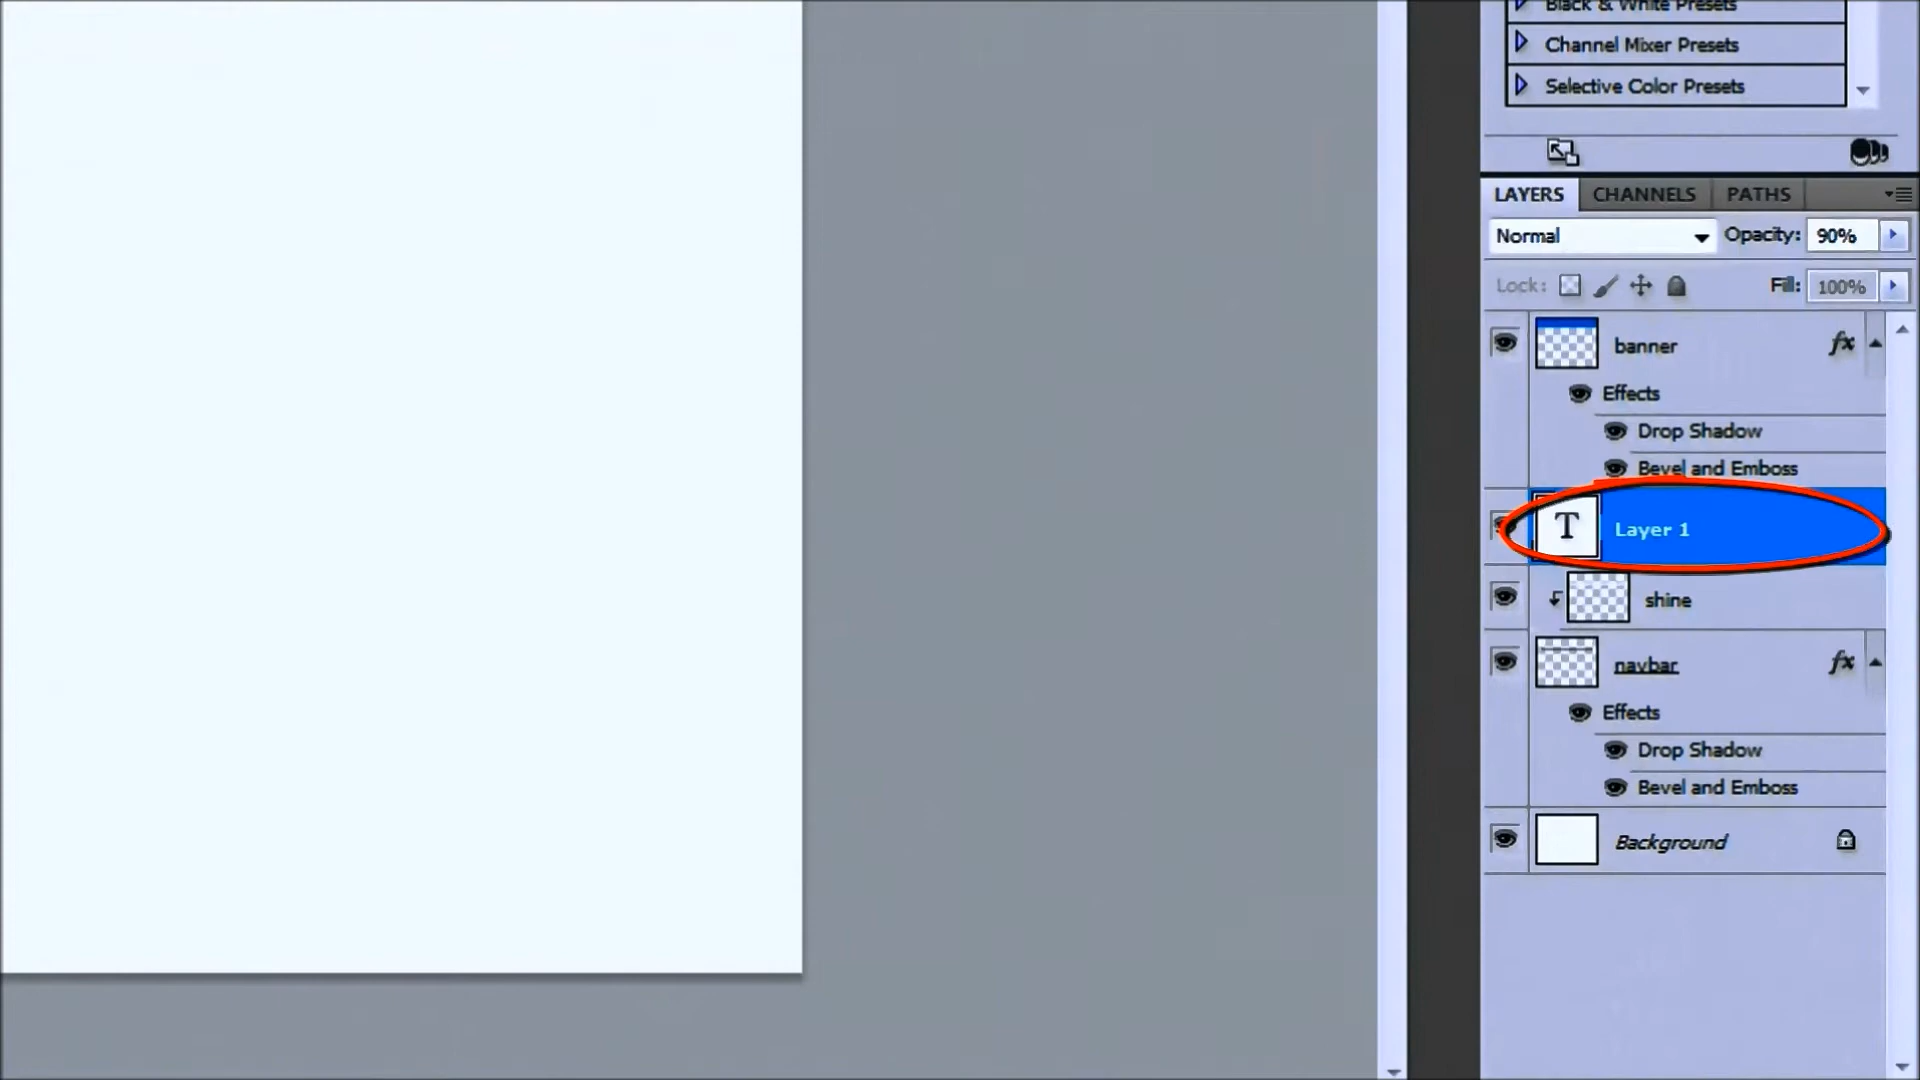 Black & White Presets
Channel Mixer Presets
Selective Color Presets
LAYERS CHANNELS PATHS
Normal Opacity: 90%
Lock: Fill: 100%
banner fx
Effects
Drop Shadow
Bevel and Emboss
T Layer 1
shine
navbar fx
Effects
Drop Shadow
Bevel and Emboss
Background